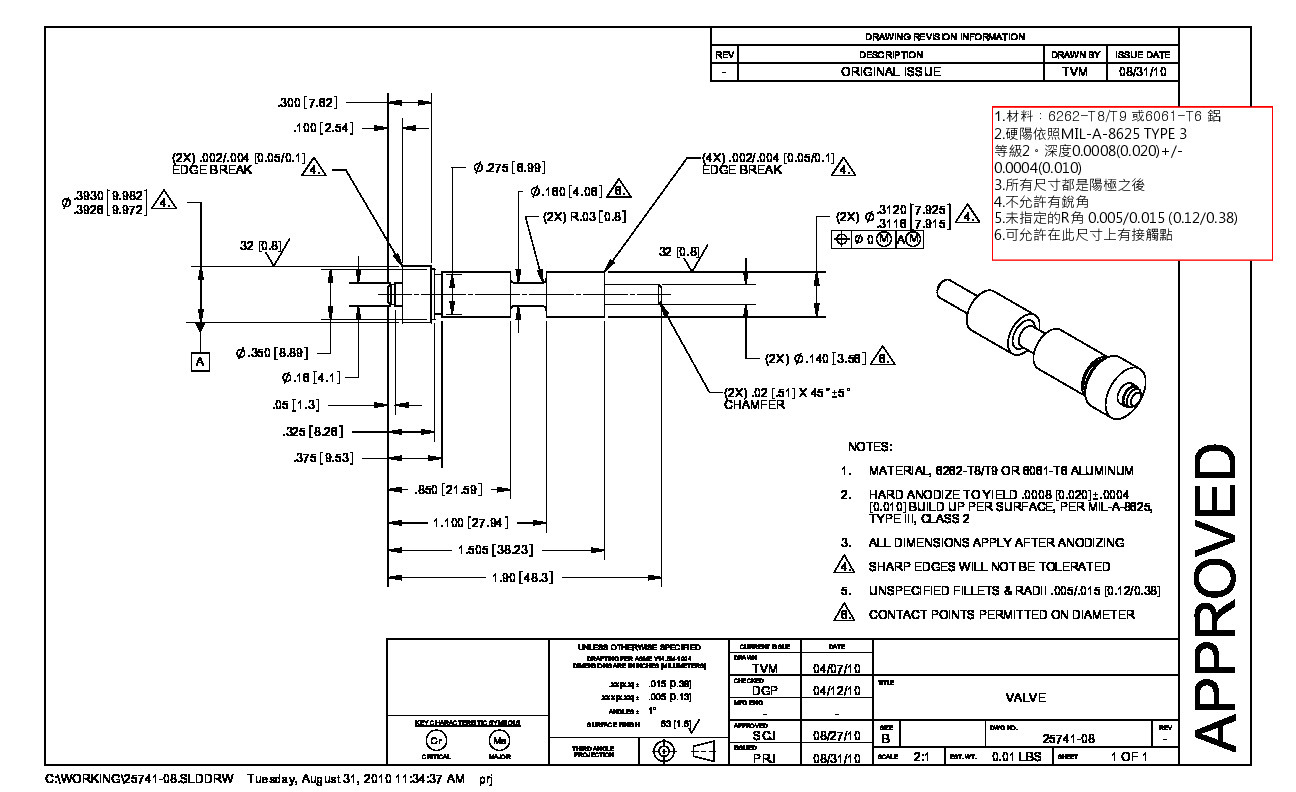 DRAWING REVISION INFORMATION
REV DESCRIPTION DRAWN BY ISSUE DATE
- ORIGINAL ISSUE TVM 08/31/10
1.材料：6262-T8/T9 或6061-T6 鋁
2.硬陽依照MIL-A-8625 TYPE 3
等級2。深度0.0008(0.020)+/-
0.0004(0.010)
3.所有尺寸都是陽極之後
4.不允許有銳角
5.未指定的R角 0.005/0.015 (0.12/0.38)
6.可允許在此尺寸上有接觸點
.300 [7.62]
.100 [2.54]
(2X) .002/.004 [0.05/0.1] 4.
EDGE BREAK
Ø .3930 [9.982] 4.
.3926 [9.972]
32 [0.8]
Ø.275 [6.99]
Ø.160 [4.06] 6.
(2X) R.03 [0.8]
(4X) .002/.004 [0.05/0.1] 4.
EDGE BREAK
(2X) Ø .3120 [7.925] 4.
.3116 [7.915]
⌖ Ø 0 Ⓜ A Ⓜ
32 [0.8]
A
Ø.350 [8.89]
Ø.16 [4.1]
.05 [1.3]
.325 [8.26]
.375 [9.53]
.850 [21.59]
1.100 [27.94]
1.505 [38.23]
1.90 [48.3]
(2X) Ø.140 [3.56] 6.
(2X) .02 [.51] X 45°±5°
CHAMFER
NOTES:
1. MATERIAL, 6262-T8/T9 OR 6061-T6 ALUMINUM
2. HARD ANODIZE TO YIELD .0008 [0.020]±.0004
[0.010] BUILD UP PER SURFACE, PER MIL-A-8625,
TYPE III, CLASS 2
3. ALL DIMENSIONS APPLY AFTER ANODIZING
4. SHARP EDGES WILL NOT BE TOLERATED
5. UNSPECIFIED FILLETS & RADII .005/.015 [0.12/0.38]
6. CONTACT POINTS PERMITTED ON DIAMETER
APPROVED
KEY CHARACTERISTIC SYMBOLS
Cr Ma
CRITICAL MAJOR
UNLESS OTHERWISE SPECIFIED
DRAFTING PER ASME Y14.5M-1994
DIMENSIONS ARE IN INCHES [MILLIMETERS]
.xx [x.x] ± .015 [0.38]
.xxx [x.xx] ± .005 [0.13]
ANGLES ± 1°
SURFACE FINISH 63 [1.6]
THIRD ANGLE
PROJECTION
CURRENT ISSUE DATE
DRAWN
TVM 04/07/10
CHECKED
DGP 04/12/10
MFG ENG
- -
APPROVED
SCJ 08/27/10
ISSUED
PRJ 08/31/10
TITLE
VALVE
SIZE
B
DWG NO.
25741-08
REV
-
SCALE 2:1 EST. WT. 0.01 LBS SHEET 1 OF 1
C:\WORKING\25741-08.SLDDRW Tuesday, August 31, 2010 11:34:37 AM prj